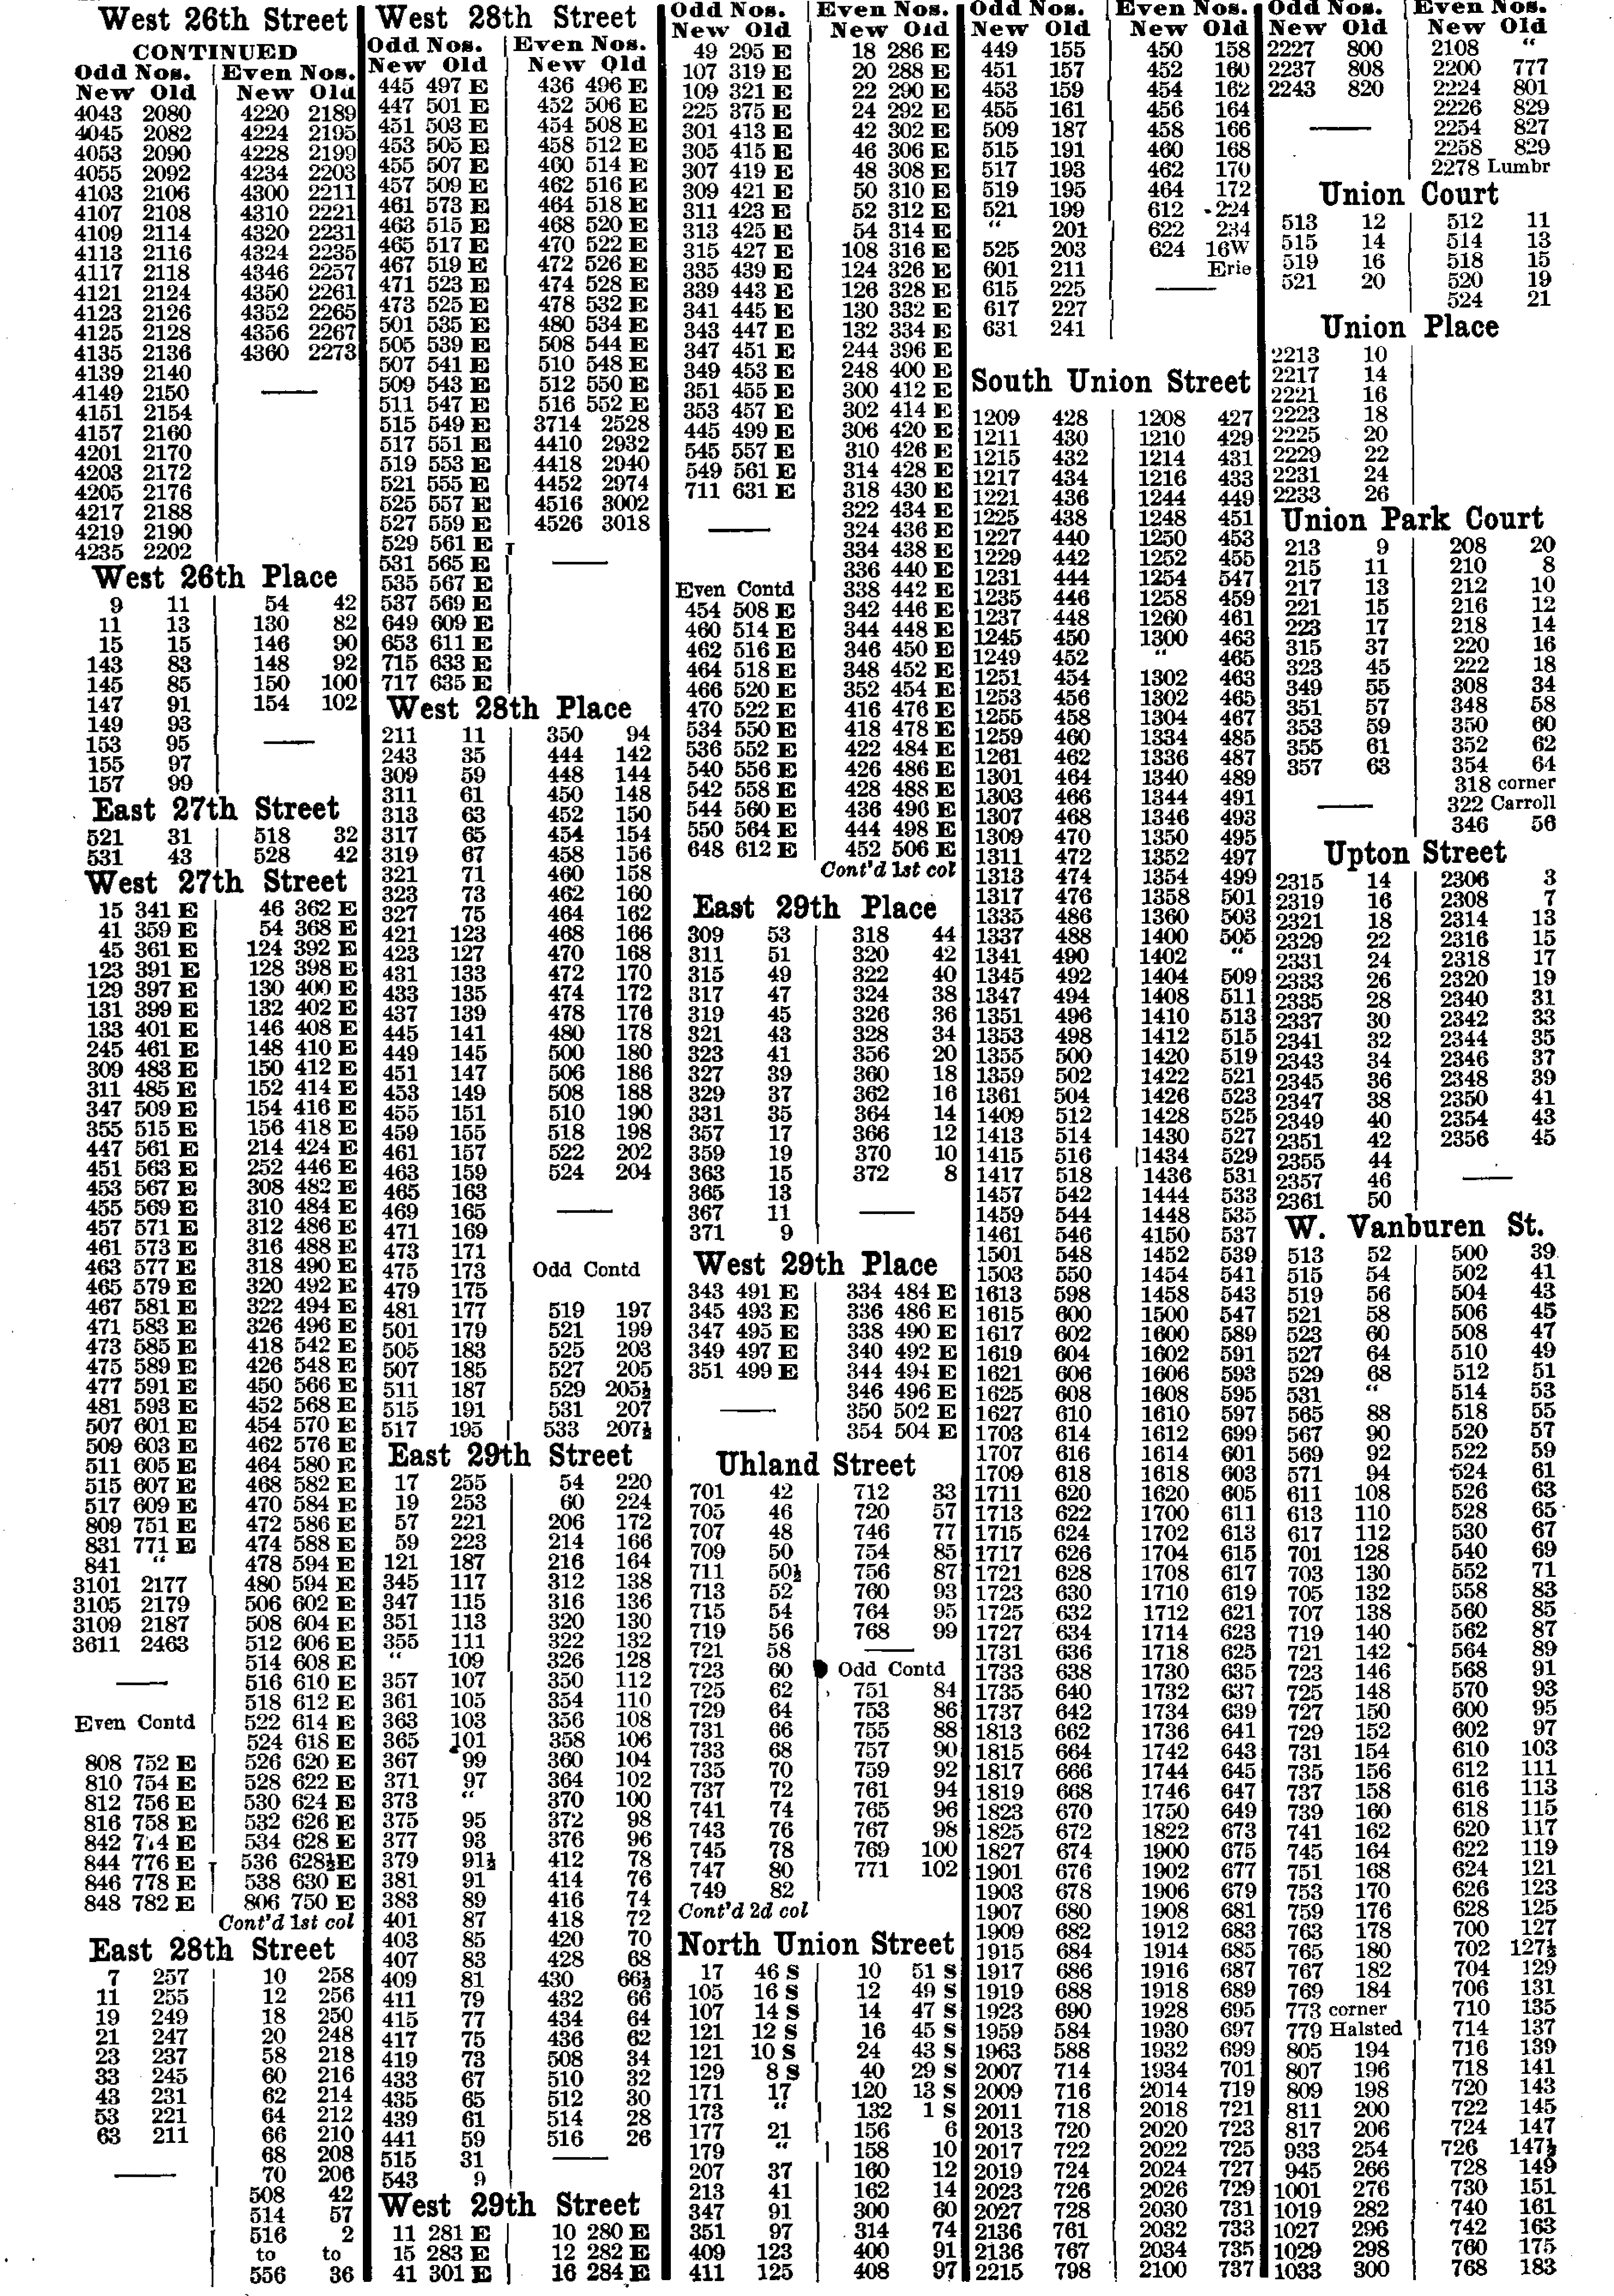 West 26th Street
CONTINUED
Odd Nos. Even Nos.
New Old New Old
4043 2080 4220 2189
4045 2082 4224 2195
4053 2090 4228 2199
4055 2092 4234 2203
4103 2106 4300 2211
4107 2108 4310 2221
4109 2114 4320 2231
4113 2116 4324 2235
4117 2118 4346 2257
4121 2124 4350 2261
4123 2126 4352 2265
4125 2128 4356 2267
4135 2136 4360 2273
4139 2140
4149 2150
4151 2154
4157 2160
4201 2170
4203 2172
4205 2176
4217 2188
4219 2190
4235 2202
West 26th Place
9 11 54 42
11 13 130 82
15 15 146 90
143 83 148 92
145 85 150 100
147 91 154 102
149 93
153 95
155 97
157 99
East 27th Street
521 31 518 32
531 43 528 42
West 27th Street
15 341 E 46 362 E
41 359 E 54 368 E
45 361 E 124 392 E
123 391 E 128 398 E
129 397 E 130 400 E
131 399 E 132 402 E
133 401 E 146 408 E
245 461 E 148 410 E
309 483 E 150 412 E
311 485 E 152 414 E
347 509 E 154 416 E
355 515 E 156 418 E
447 561 E 214 424 E
451 563 E 252 446 E
453 567 E 308 482 E
455 569 E 310 484 E
457 571 E 312 486 E
461 573 E 316 488 E
463 577 E 318 490 E
465 579 E 320 492 E
467 581 E 322 494 E
471 583 E 326 496 E
473 585 E 418 542 E
475 589 E 426 548 E
477 591 E 450 566 E
481 593 E 452 568 E
507 601 E 454 570 E
509 603 E 462 576 E
511 605 E 464 580 E
515 607 E 468 582 E
517 609 E 470 584 E
809 751 E 472 586 E
831 771 E 474 588 E
841 " 478 594 E
3101 2177 480 594 E
3105 2179 506 602 E
3109 2187 508 604 E
3611 2463 512 606 E
514 608 E
516 610 E
518 612 E
Even Contd 522 614 E
524 618 E
808 752 E 526 620 E
810 754 E 528 622 E
812 756 E 530 624 E
816 758 E 532 626 E
842 E 534 628 E
844 776 E 536 628½E
846 778 E 538 630 E
848 782 E 806 750 E
Cont'd 1st col
East 28th Street
7 257 10 258
11 255 12 256
19 249 18 250
21 247 20 248
23 237 58 218
33 245 60 216
43 231 62 214
53 221 64 212
63 211 66 210
68 208
70 206
508 42
514 57
516 2
to to
556 36
West 28th Street
Odd Nos. Even Nos.
New Old New Old
445 497 E 436 496 E
447 501 E 452 506 E
451 503 E 454 508 E
453 505 E 458 512 E
455 507 E 460 514 E
457 509 E 462 516 E
461 573 E 464 518 E
463 515 E 468 520 E
465 517 E 470 522 E
467 519 E 472 526 E
471 523 E 474 528 E
473 525 E 478 532 E
501 535 E 480 534 E
505 539 E 508 544 E
507 541 E 510 548 E
509 543 E 512 550 E
511 547 E 516 552 E
515 549 E 3714 2528
517 551 E 4410 2932
519 553 E 4418 2940
521 555 E 4452 2974
525 557 E 4516 3002
527 559 E 4526 3018
529 561 E
531 565 E
535 567 E
537 569 E
649 609 E
653 611 E
715 633 E
717 635 E
West 28th Place
211 11 350 94
243 35 444 142
309 59 448 144
311 61 450 148
313 63 452 150
317 65 454 154
319 67 458 156
321 71 460 158
323 73 462 160
327 75 464 162
421 123 468 166
423 127 470 168
431 133 472 170
433 135 474 172
437 139 478 176
445 141 480 178
449 145 500 180
451 147 506 186
453 149 508 188
455 151 510 190
459 155 518 198
461 157 522 202
463 159 524 204
465 163
469 165
471 169
473 171
475 173 Odd Contd
479 175
481 177 519 197
501 179 521 199
505 183 525 203
507 185 527 205
511 187 529 205½
515 191 531 207
517 195 533 207½
East 29th Street
17 255 54 220
19 253 60 224
57 221 206 172
59 223 214 166
121 187 216 164
345 117 312 138
347 115 316 136
351 113 320 130
355 111 322 132
" 109 326 128
357 107 350 112
361 105 354 110
363 103 356 108
365 101 358 106
367 99 360 104
371 97 364 102
373 " 370 100
375 95 372 98
377 93 376 96
379 91½ 412 78
381 91 414 76
383 89 416 74
401 87 418 72
403 85 420 70
407 83 428 68
409 81 430 66½
411 79 432 66
415 77 434 64
417 75 436 62
419 73 508 34
433 67 510 32
435 65 512 30
439 61 514 28
441 59 516 26
515 31
543 9
West 29th Street
11 281 E 10 280 E
15 283 E 12 282 E
41 301 E 16 284 E
Odd Nos. Even Nos.
New Old New Old
49 295 E 18 286 E
107 319 E 20 288 E
109 321 E 22 290 E
225 375 E 24 292 E
301 413 E 42 302 E
305 415 E 46 306 E
307 419 E 48 308 E
309 421 E 50 310 E
311 423 E 52 312 E
313 425 E 54 314 E
315 427 E 108 316 E
335 439 E 124 326 E
339 443 E 126 328 E
341 445 E 130 332 E
343 447 E 132 334 E
347 451 E 244 396 E
349 453 E 248 400 E
351 455 E 300 412 E
353 457 E 302 414 E
445 499 E 306 420 E
545 557 E 310 426 E
549 561 E 314 428 E
711 631 E 318 430 E
322 434 E
324 436 E
334 438 E
336 440 E
Even Contd 338 442 E
454 508 E 342 446 E
460 514 E 344 448 E
462 516 E 346 450 E
464 518 E 348 452 E
466 520 E 352 454 E
470 522 E 416 476 E
534 550 E 418 478 E
536 552 E 422 484 E
540 556 E 426 486 E
542 558 E 428 488 E
544 560 E 436 496 E
550 564 E 444 498 E
648 612 E 452 506 E
Cont'd 1st col
East 29th Place
309 53 318 44
311 51 320 42
315 49 322 40
317 47 324 38
319 45 326 36
321 43 328 34
323 41 356 20
327 39 360 18
329 37 362 16
331 35 364 14
357 17 366 12
359 19 370 10
363 15 372 8
365 13
367 11
371 9
West 29th Place
343 491 E 334 484 E
345 493 E 336 486 E
347 495 E 338 490 E
349 497 E 340 492 E
351 499 E 344 494 E
346 496 E
350 502 E
354 504 E
Uhland Street
701 42 712 33
705 46 720 57
707 48 746 77
709 50 754 85
711 50½ 756 87
713 52 760 93
715 54 764 95
719 56 768 99
721 58
723 60 Odd Contd
725 62 751 84
729 64 753 86
731 66 755 88
733 68 757 90
735 70 759 92
737 72 761 94
741 74 765 96
743 76 767 98
745 78 769 100
747 80 771 102
749 82
Cont'd 2d col
North Union Street
17 46 S 10 51 S
105 16 S 12 49 S
107 14 S 14 47 S
121 12 S 16 45 S
121 10 S 24 43 S
129 8 S 40 29 S
171 17 120 13 S
173 " 132 1 S
177 21 156 6
179 " 158 10
207 37 160 12
213 41 162 14
347 91 300 60
351 97 314 74
409 123 400 91
411 125 408 97
Odd Nos. Even Nos.
New Old New Old
449 155 450 158
451 157 452 160
453 159 454 162
455 161 456 164
509 187 458 166
515 191 460 168
517 193 462 170
519 195 464 172
521 199 612 224
" 201 622 234
525 203 624 16W
601 211 Erie
615 225
617 227
631 241
South Union Street
1209 428 1208 427
1211 430 1210 429
1215 432 1214 431
1217 434 1216 433
1221 436 1244 449
1225 438 1248 451
1227 440 1250 453
1229 442 1252 455
1231 444 1254 547
1235 446 1258 459
1237 448 1260 461
1245 450 1300 463
1249 452 " 465
1251 454 1302 463
1253 456 1302 465
1255 458 1304 467
1259 460 1334 485
1261 462 1336 487
1301 464 1340 489
1303 466 1344 491
1307 468 1346 493
1309 470 1350 495
1311 472 1352 497
1313 474 1354 499
1317 476 1358 501
1335 486 1360 503
1337 488 1400 505
1341 490 1402 "
1345 492 1404 509
1347 494 1408 511
1351 496 1410 513
1353 498 1412 515
1355 500 1420 519
1359 502 1422 521
1361 504 1426 523
1409 512 1428 525
1413 514 1430 527
1415 516 1434 529
1417 518 1436 531
1457 542 1444 533
1459 544 1448 535
1461 546 4150 537
1501 548 1452 539
1503 550 1454 541
1613 598 1458 543
1615 600 1500 547
1617 602 1600 589
1619 604 1602 591
1621 606 1606 593
1625 608 1608 595
1627 610 1610 597
1703 614 1612 699
1707 616 1614 601
1709 618 1618 603
1711 620 1620 605
1713 622 1700 611
1715 624 1702 613
1717 626 1704 615
1721 628 1708 617
1723 630 1710 619
1725 632 1712 621
1727 634 1714 623
1731 636 1718 625
1733 638 1730 635
1735 640 1732 637
1737 642 1734 639
1813 662 1736 641
1815 664 1742 643
1817 666 1744 645
1819 668 1746 647
1823 670 1750 649
1825 672 1822 673
1827 674 1900 675
1901 676 1902 677
1903 678 1906 679
1907 680 1908 681
1909 682 1912 683
1915 684 1914 685
1917 686 1916 687
1919 688 1918 689
1923 690 1928 695
1959 584 1930 697
1963 588 1932 699
2007 714 1934 701
2009 716 2014 719
2011 718 2018 721
2013 720 2020 723
2017 722 2022 725
2019 724 2024 727
2023 726 2026 729
2027 728 2030 731
2136 761 2032 733
2136 767 2034 735
2215 798 2100 737
Odd Nos. Even Nos.
New Old New Old
2227 800 2108 "
2237 808 2200 777
2243 820 2224 801
2226 829
2254 827
2258 829
2278 Lumbr
Union Court
513 12 512 11
515 14 514 13
519 16 518 15
521 20 520 19
524 21
Union Place
2213 10
2217 14
2221 16
2223 18
2225 20
2229 22
2231 24
2233 26
Union Park Court
213 9 208 20
215 11 210 8
217 13 212 10
221 15 216 12
223 17 218 14
315 37 220 16
323 45 222 18
349 55 308 34
351 57 348 58
353 59 350 60
355 61 352 62
357 63 354 64
318 corner
322 Carroll
346 56
Upton Street
2315 14 2306 3
2319 16 2308 7
2321 18 2314 13
2329 22 2316 15
2331 24 2318 17
2333 26 2320 19
2335 28 2340 31
2337 30 2342 33
2341 32 2344 35
2343 34 2346 37
2345 36 2348 39
2347 38 2350 41
2349 40 2354 43
2351 42 2356 45
2355 44
2357 46
2361 50
W. Vanburen St.
513 52 500 39
515 54 502 41
519 56 504 43
521 58 506 45
523 60 508 47
527 64 510 49
529 68 512 51
531 " 514 53
565 88 518 55
567 90 520 57
569 92 522 59
571 94 524 61
611 108 526 63
613 110 528 65
617 112 530 67
701 128 540 69
703 130 552 71
705 132 558 83
707 138 560 85
719 140 562 87
721 142 564 89
723 146 568 91
725 148 570 93
727 150 600 95
729 152 602 97
731 154 610 103
735 156 612 111
737 158 616 113
739 160 618 115
741 162 620 117
745 164 622 119
751 168 624 121
753 170 626 123
759 176 628 125
763 178 700 127
765 180 702 127½
767 182 704 129
769 184 706 131
773 corner 710 135
779 Halsted 714 137
805 194 716 139
807 196 718 141
809 198 720 143
811 200 722 145
817 206 724 147
933 254 726 147½
945 266 728 149
1001 276 730 151
1019 282 740 161
1027 296 742 163
1029 298 760 175
1033 300 768 183